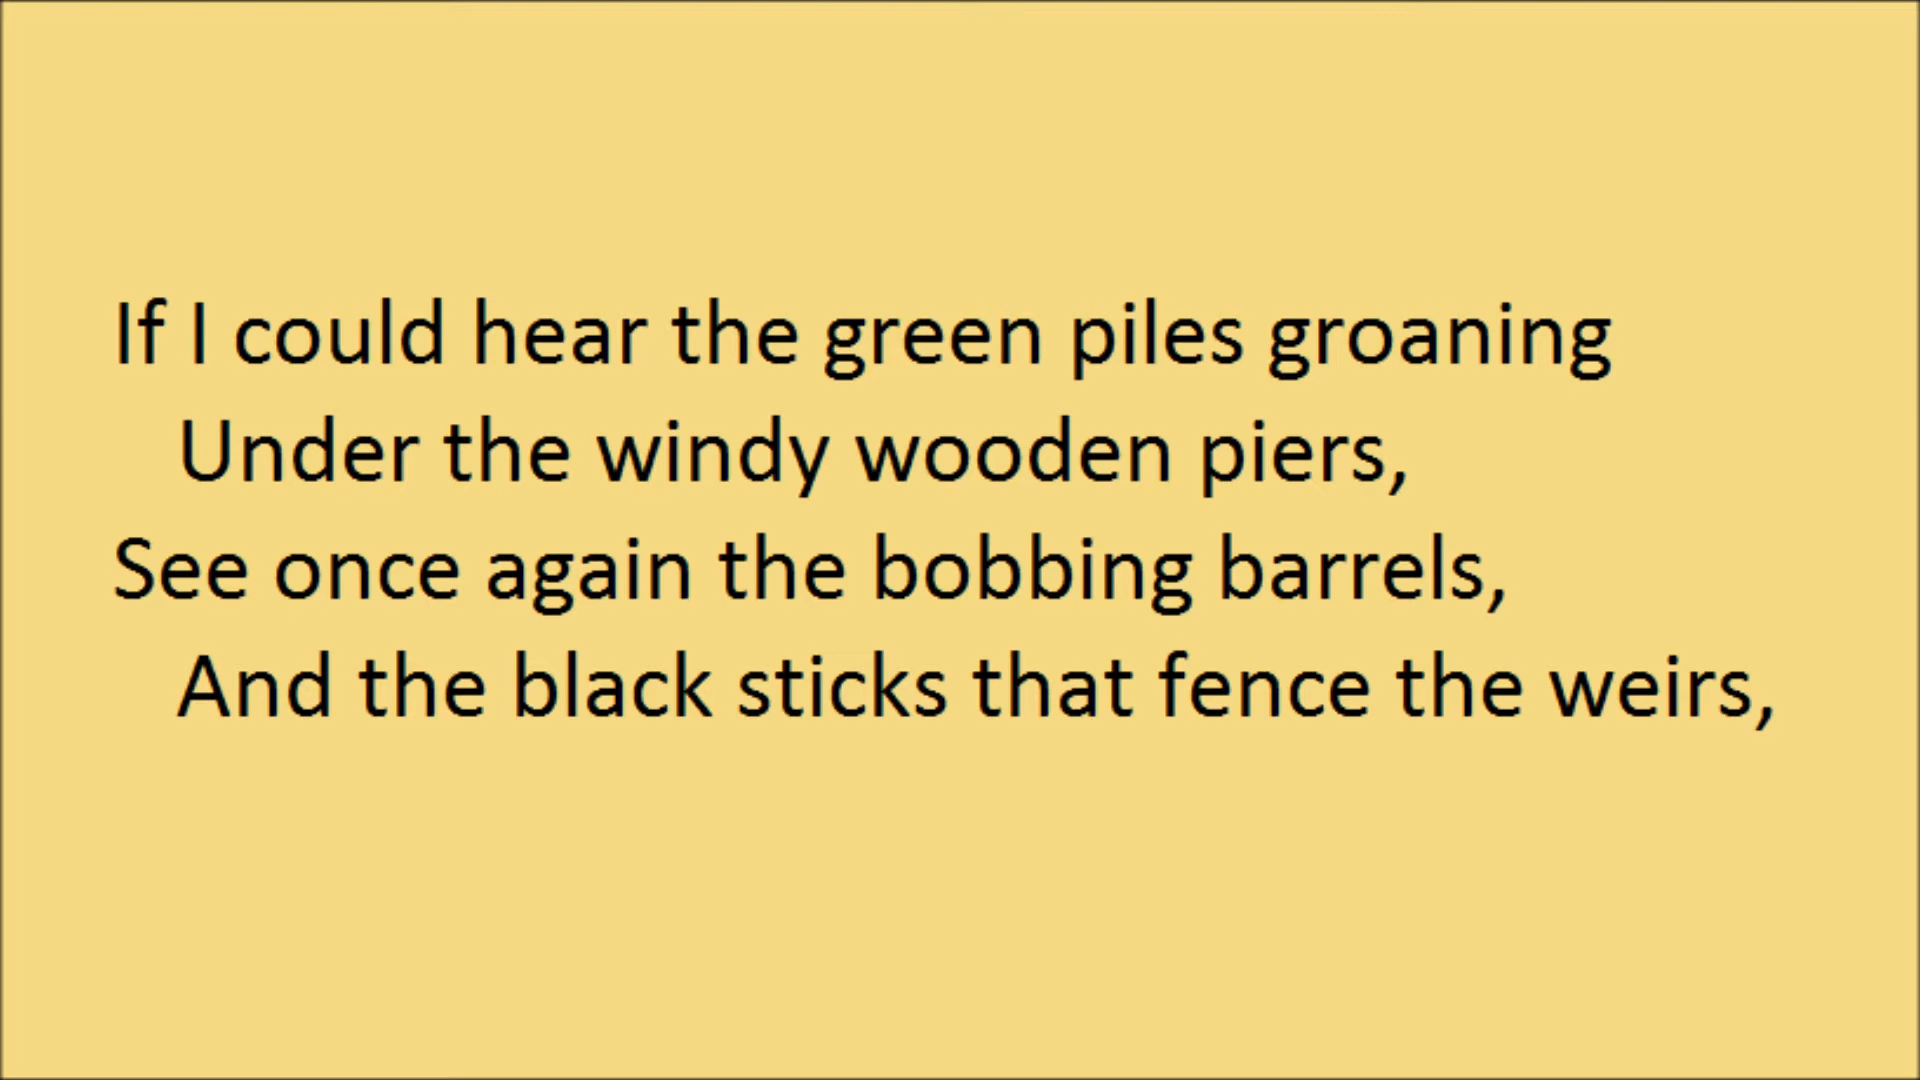 If I could hear the green piles groaning
Under the windy wooden piers,
See once again the bobbing barrels,
And the black sticks that fence the weirs,